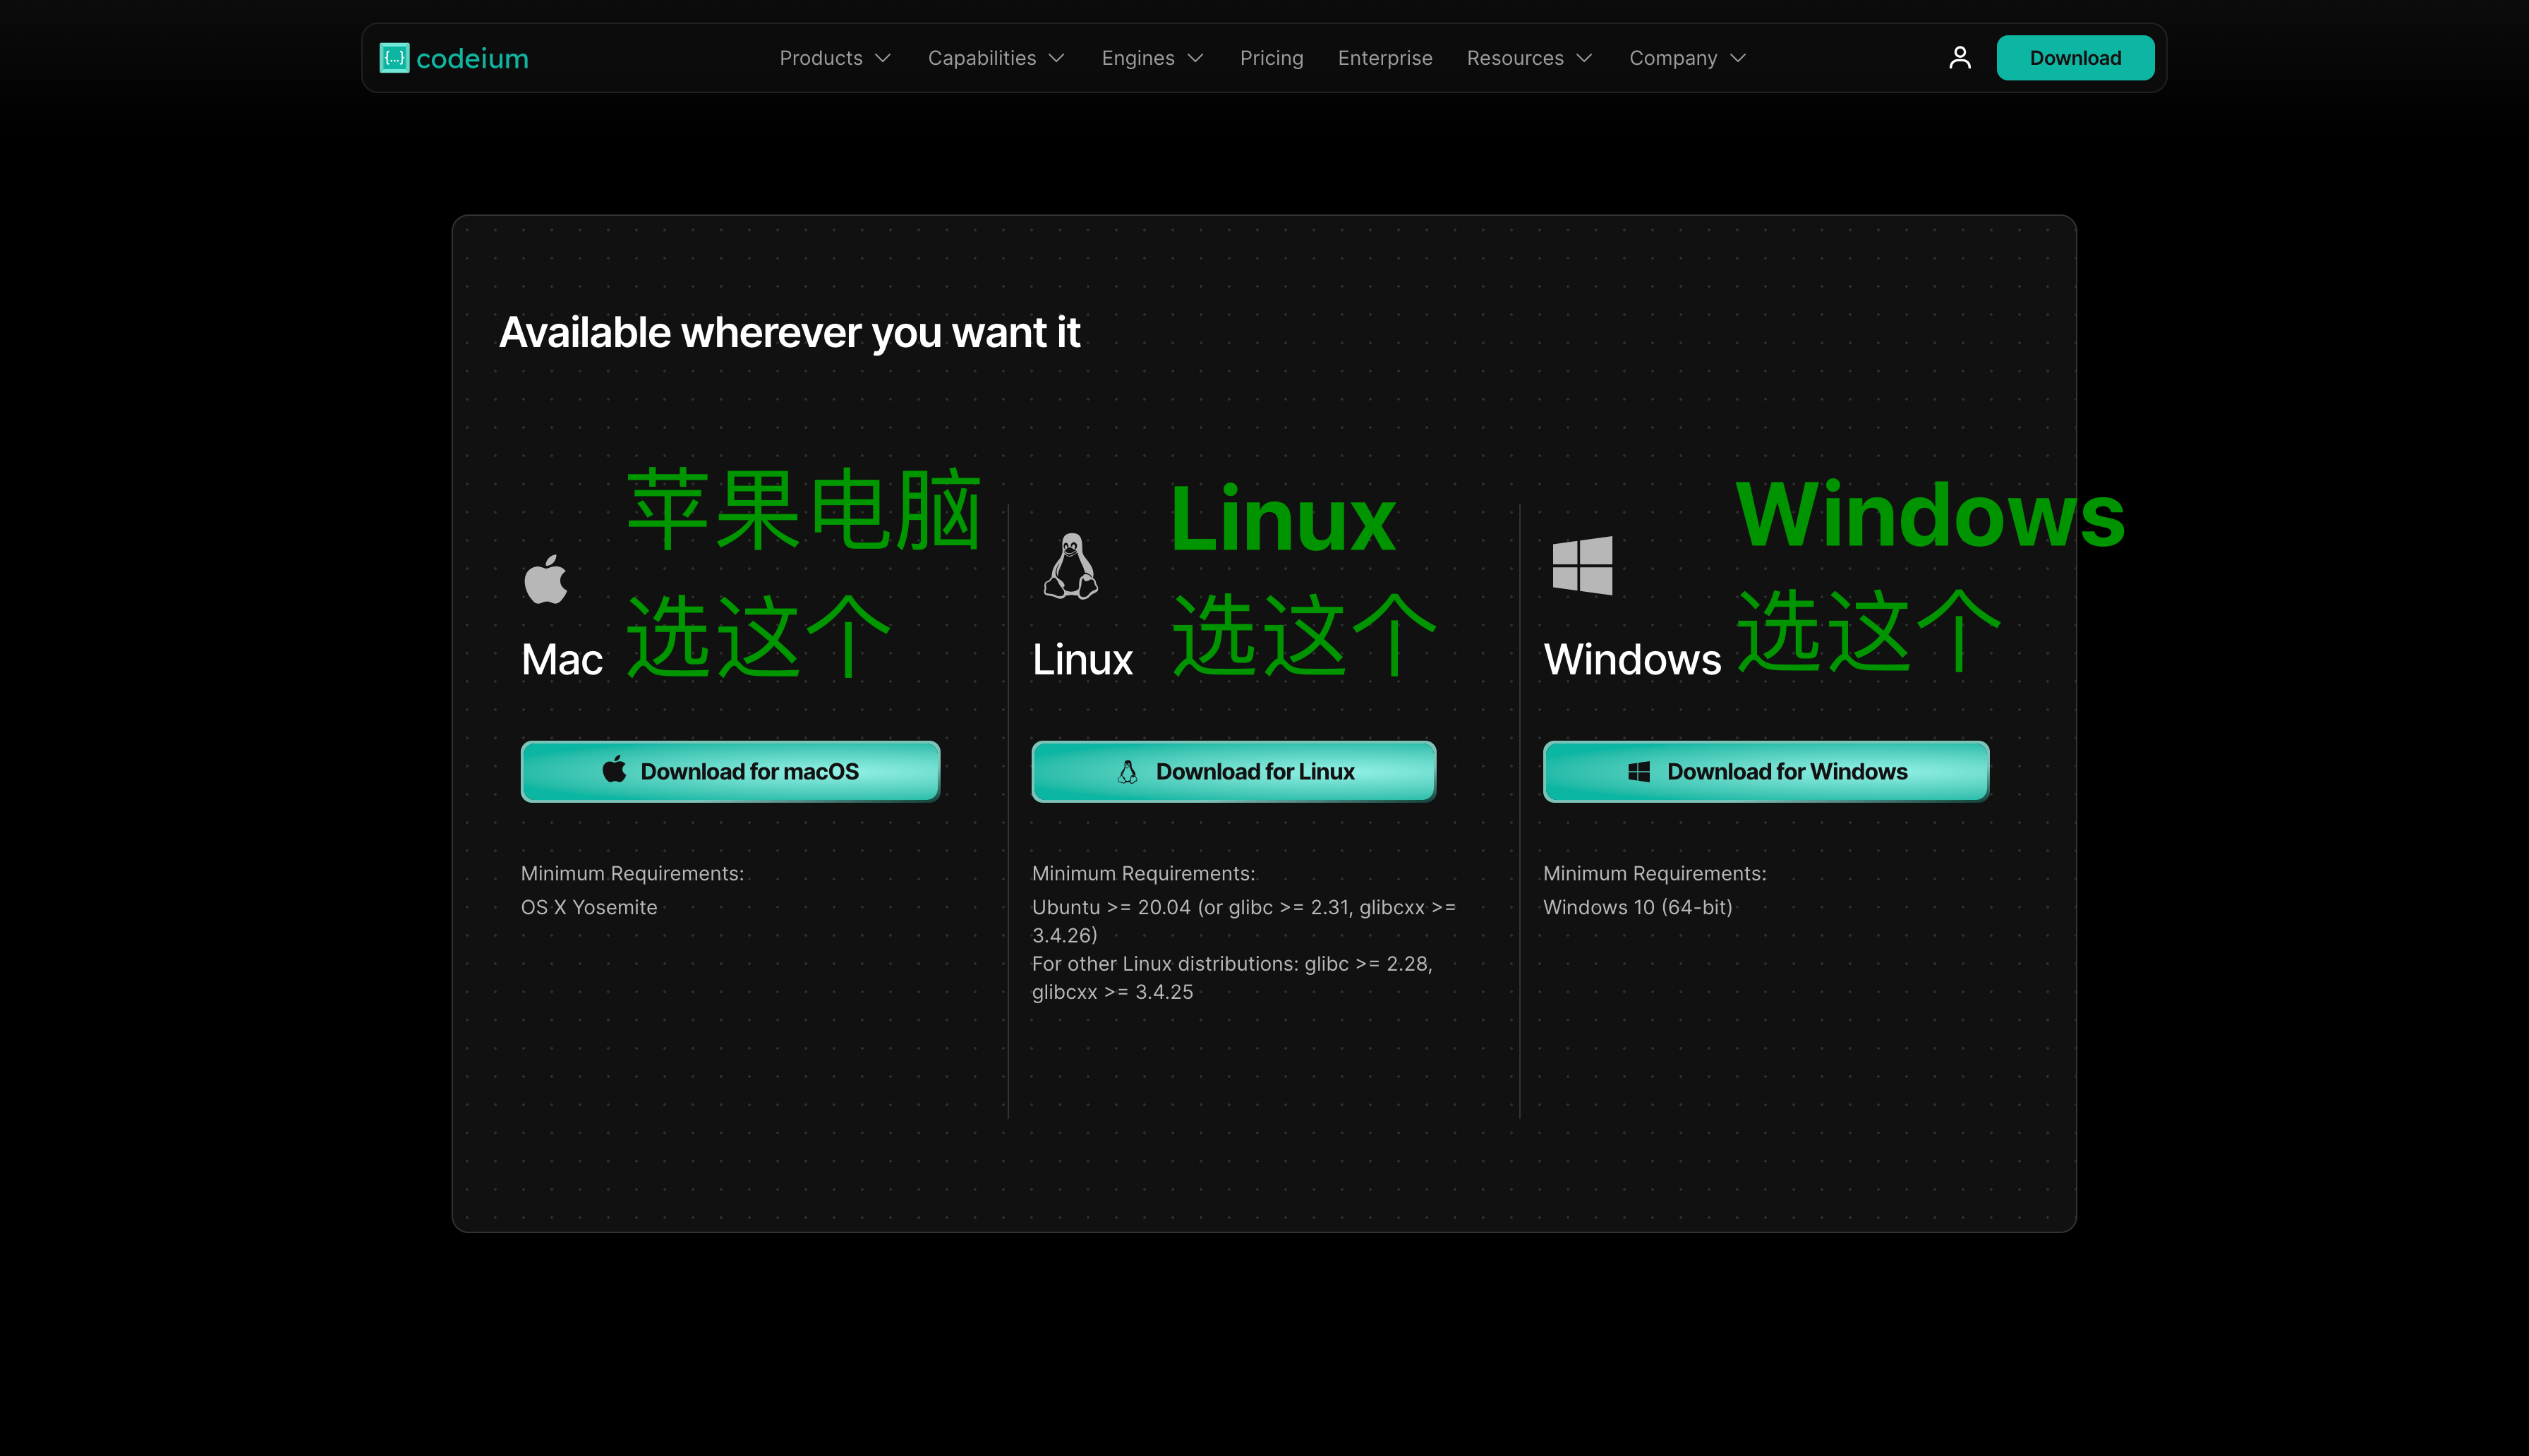 {...} codeium
Products
Capabilities
Engines
Pricing
Enterprise
Resources
Company
Download
Available wherever you want it
苹果电脑
选这个
Mac
Download for macOS
Minimum Requirements:
OS X Yosemite
Linux
选这个
Linux
Download for Linux
Minimum Requirements:
Ubuntu >= 20.04 (or glibc >= 2.31, glibcxx >=
3.4.26)
For other Linux distributions: glibc >= 2.28,
glibcxx >= 3.4.25
Windows
选这个
Windows
Download for Windows
Minimum Requirements:
Windows 10 (64-bit)